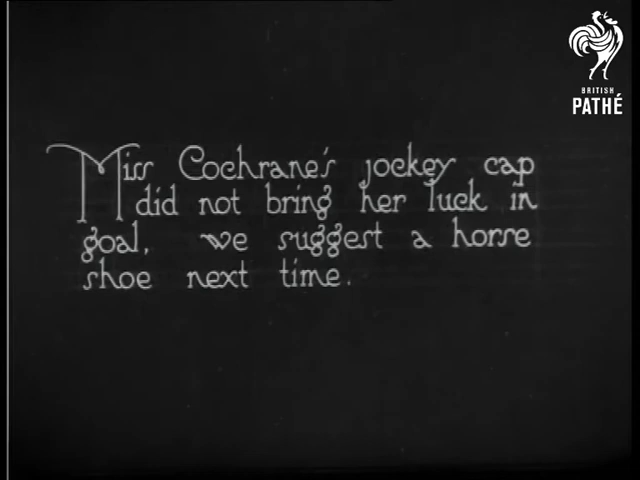 BRITISH
PATHÉ
Miss Cochrane's jockey cap
did not bring her luck in
goal, we suggest a horse
shoe next time.